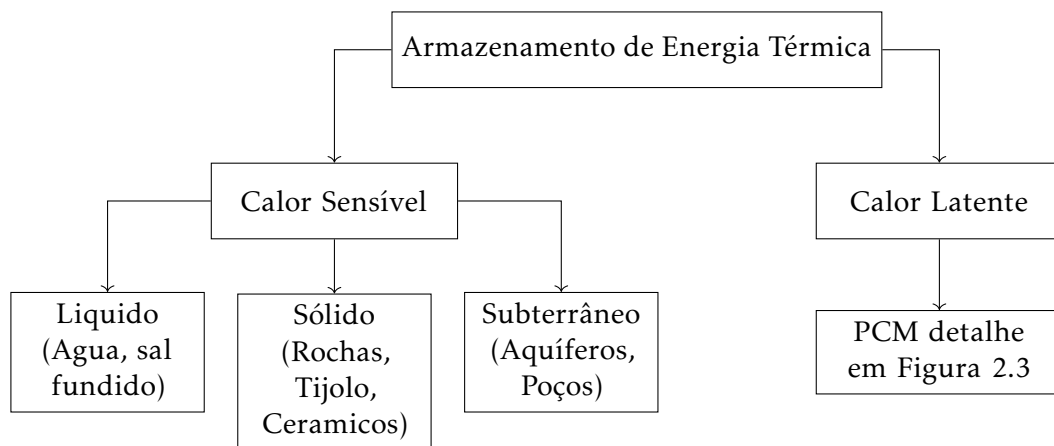 Armazenamento de Energia Térmica
Calor Sensível
Calor Latente
Liquido
(Agua, sal
fundido)
Sólido
(Rochas,
Tijolo,
Ceramicos)
Subterrâneo
(Aquíferos,
Poços)
PCM detalhe
em Figura 2.3